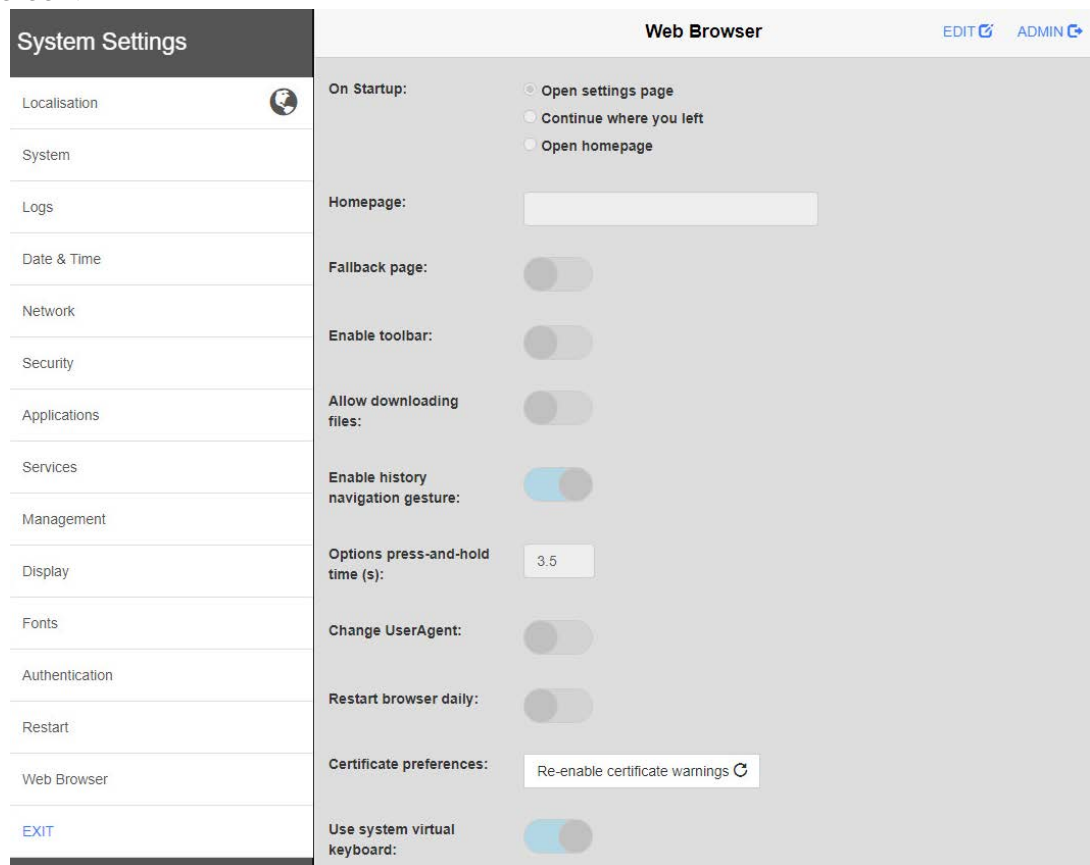 System Settings
Localisation
System
Logs
Date & Time
Network
Security
Applications
Services
Management
Display
Fonts
Authentication
Restart
Web Browser
EXIT
Web Browser
EDIT
ADMIN
On Startup:
Open settings page
Continue where you left
Open homepage
Homepage:
Fallback page:
Enable toolbar:
Allow downloading
files:
Enable history
navigation gesture:
Options press-and-hold
time (s):
3.5
Change UserAgent:
Restart browser daily:
Certificate preferences:
Re-enable certificate warnings
Use system virtual
keyboard: